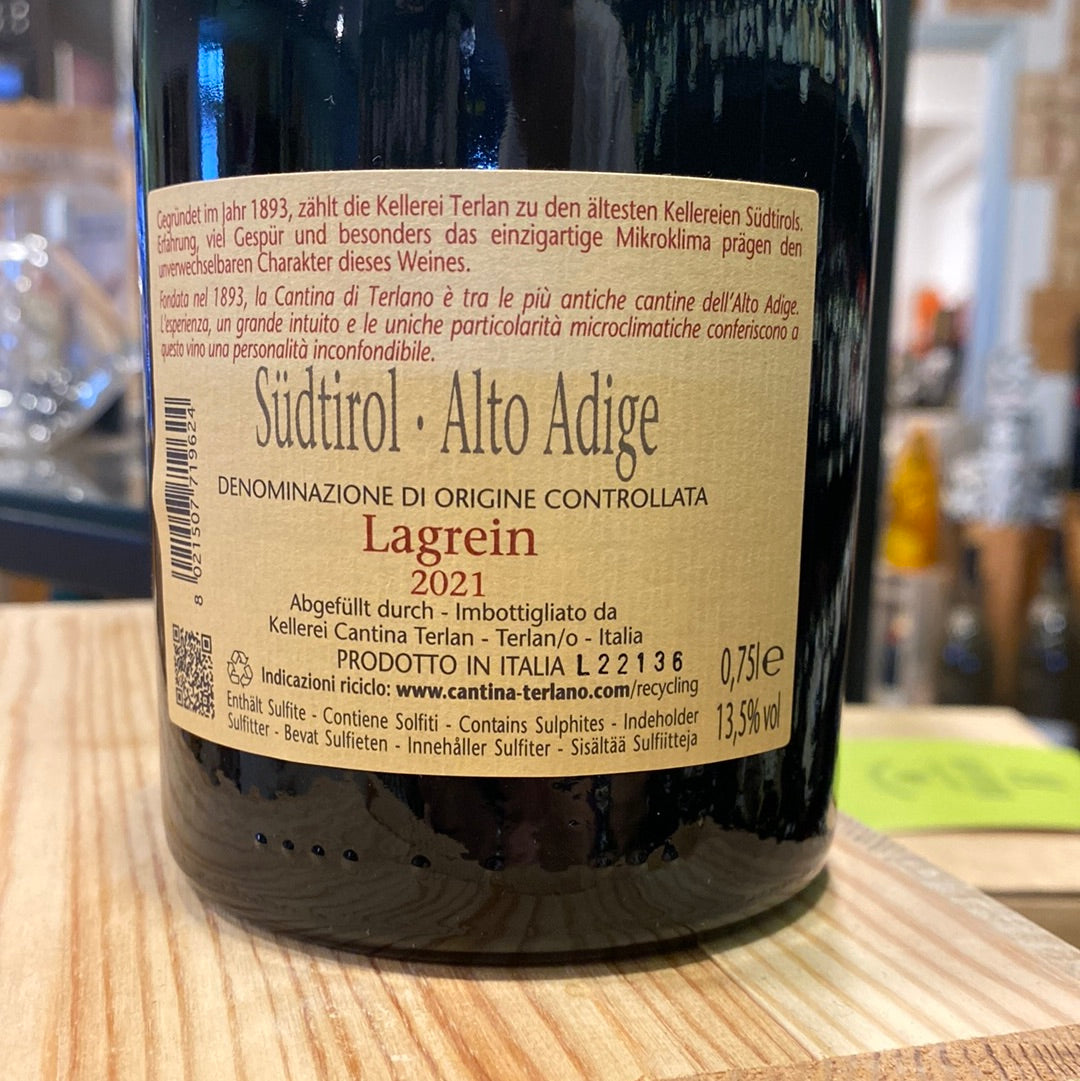 Gegründet im Jahr 1893, zählt die Kellerei Terlan zu den ältesten Kellereien Südtirols.
Erfahrung, viel Gespür und besonders das einzigartige Mikroklima prägen den
unverwechselbaren Charakter dieses Weines.
Fondata nel 1893, la Cantina di Terlano è tra le più antiche cantine dell'Alto Adige.
L'esperienza, un grande intuito e le uniche particolarità microclimatiche conferiscono a
questo vino una personalità inconfondibile.
Südtirol · Alto Adige
DENOMINAZIONE DI ORIGINE CONTROLLATA
Lagrein
2021
Abgefüllt durch - Imbottigliato da
Kellerei Cantina Terlan - Terlan/o - Italia
PRODOTTO IN ITALIA L22136
Indicazioni riciclo: www.cantina-terlano.com/recycling
0,75l e
Enthält Sulfite - Contiene Solfiti - Contains Sulphites - Indeholder
Sulfitter - Bevat Sulfieten - Innehåller Sulfiter - Sisältää Sulfiitteja
13,5% vol
8 021507 719624